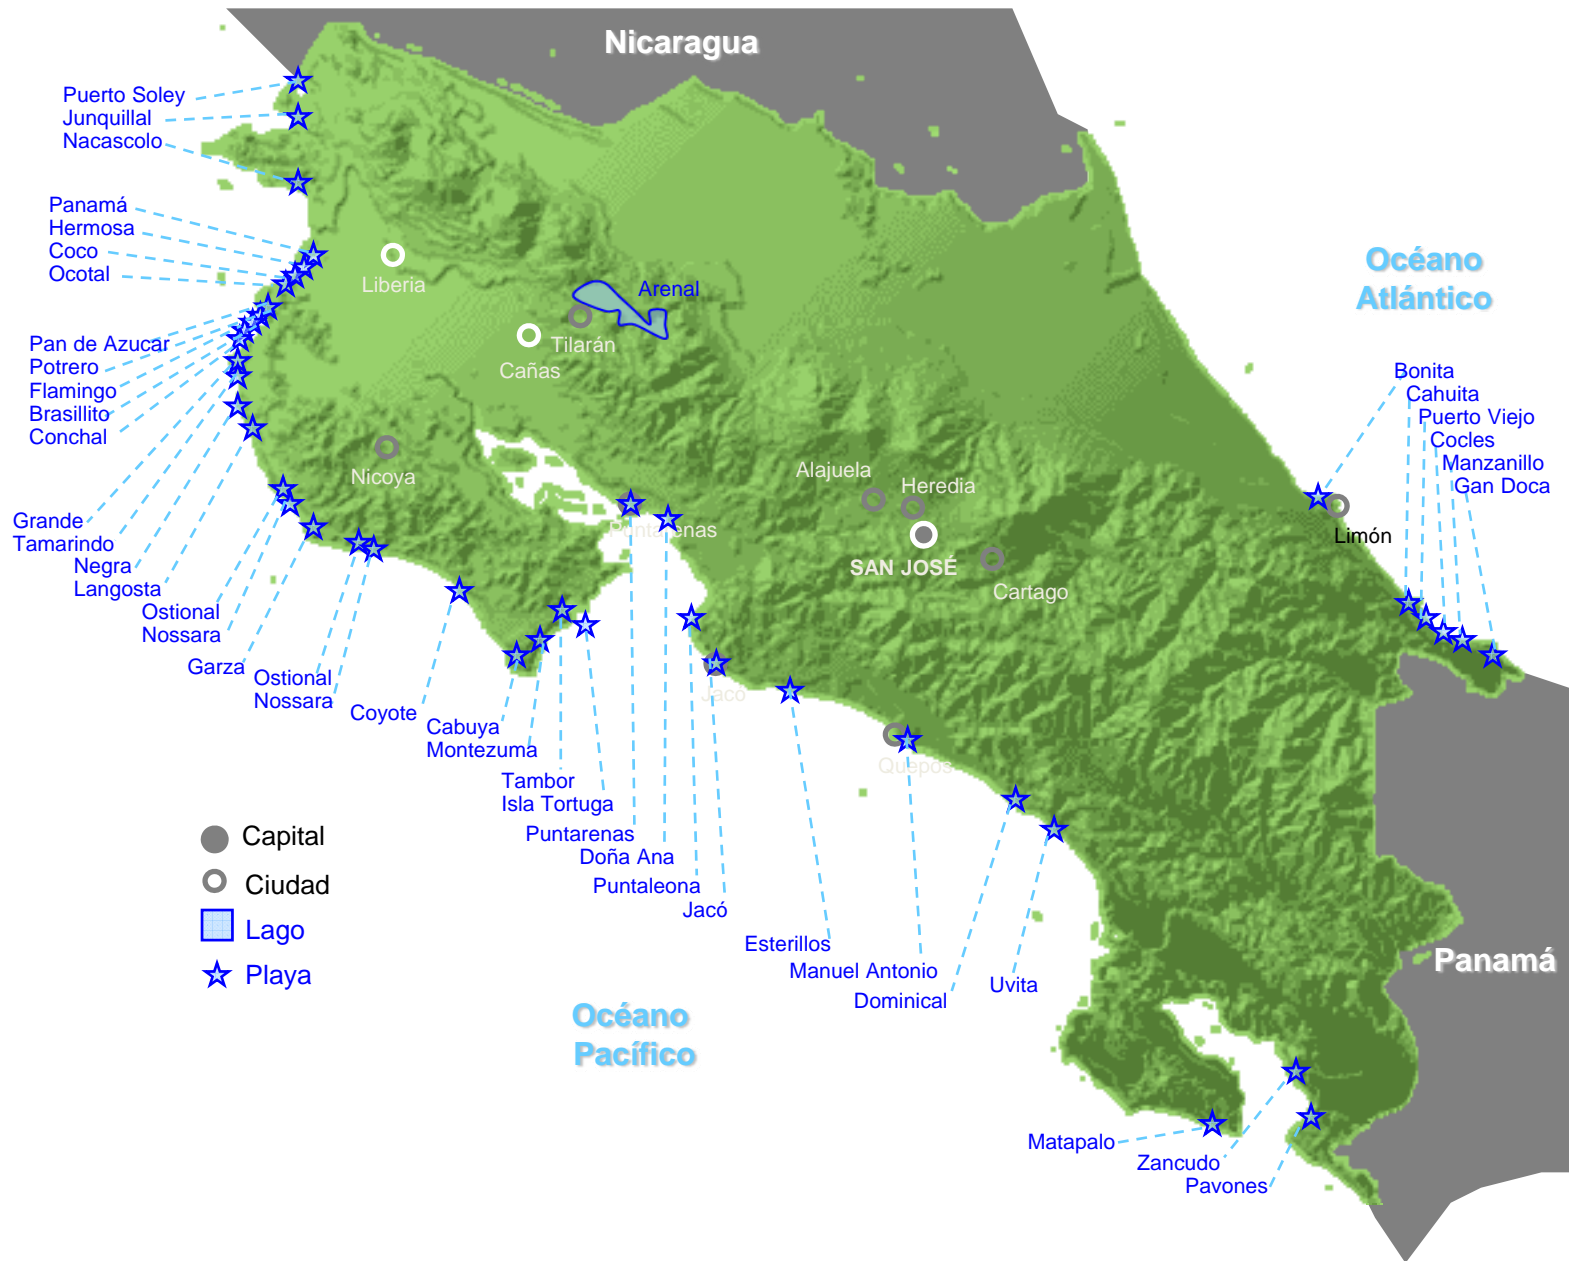 Nicaragua
Puerto Soley
Junquillal
Nacascolo
Panamá
Hermosa
Coco
Ocotal
Liberia
Arenal
Tilarán
Cañas
Océano
Atlántico
Pan de Azucar
Potrero
Flamingo
Brasillito
Conchal
Bonita
Cahuita
Puerto Viejo
Cocles
Manzanillo
Gan Doca
Nicoya
Alajuela
Heredia
Puntarenas
SAN JOSÉ
Cartago
Limón
Grande
Tamarindo
Negra
Langosta
Ostional
Nossara
Garza
Ostional
Nossara
Coyote
Cabuya
Montezuma
Jacó
Quepos
Tambor
Isla Tortuga
Puntarenas
Doña Ana
Puntaleona
Jacó
Esterillos
Manuel Antonio
Dominical
Uvita
Panamá
Capital
Ciudad
Lago
Playa
Océano
Pacífico
Matapalo
Zancudo
Pavones